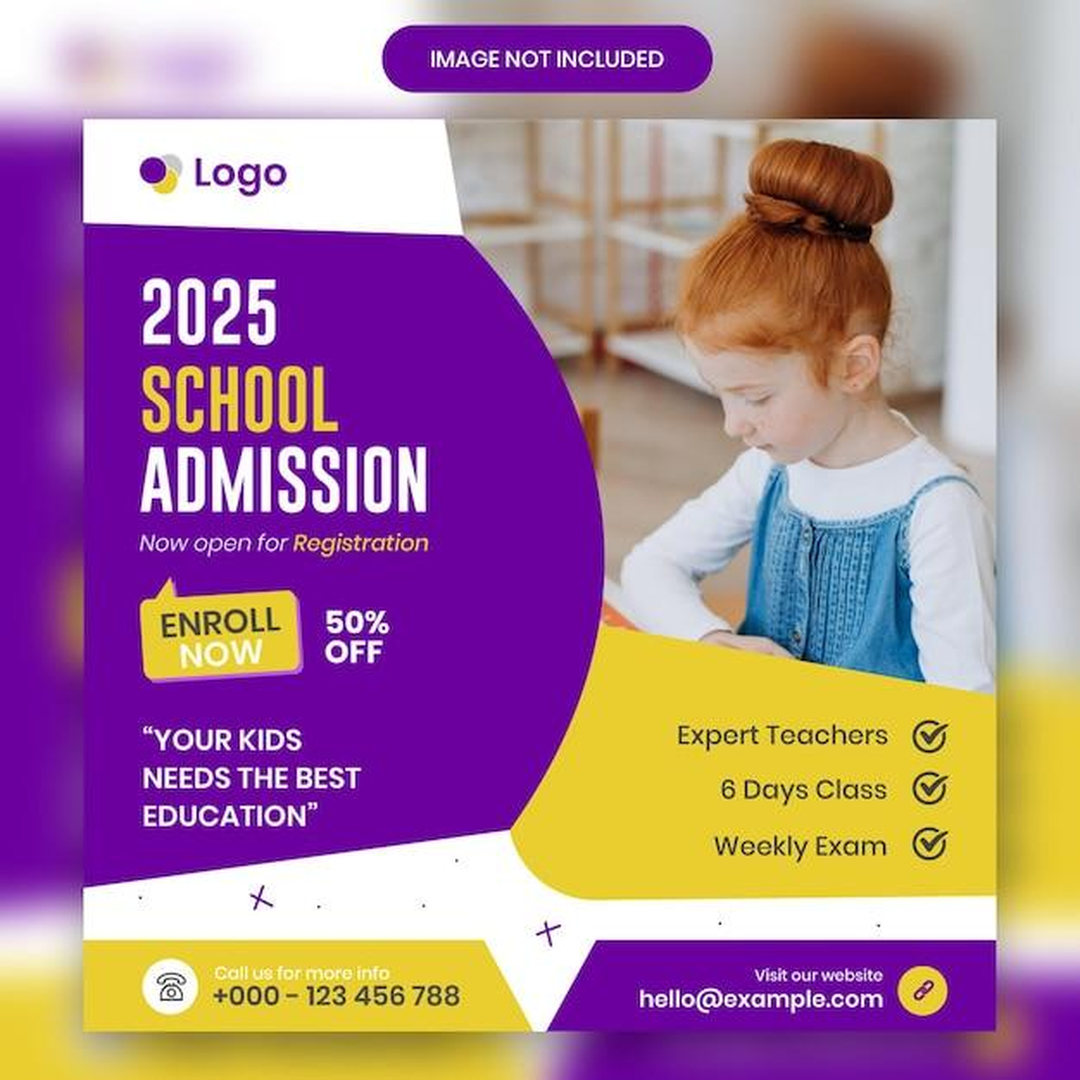 IMAGE NOT INCLUDED
Logo
2025
SCHOOL
ADMISSION
Now open for Registration
ENROLL
NOW
50%
OFF
“YOUR KIDS
NEEDS THE BEST
EDUCATION”
Expert Teachers
6 Days Class
Weekly Exam
Call us for more info
+000 - 123 456 788
Visit our website
hello@example.com